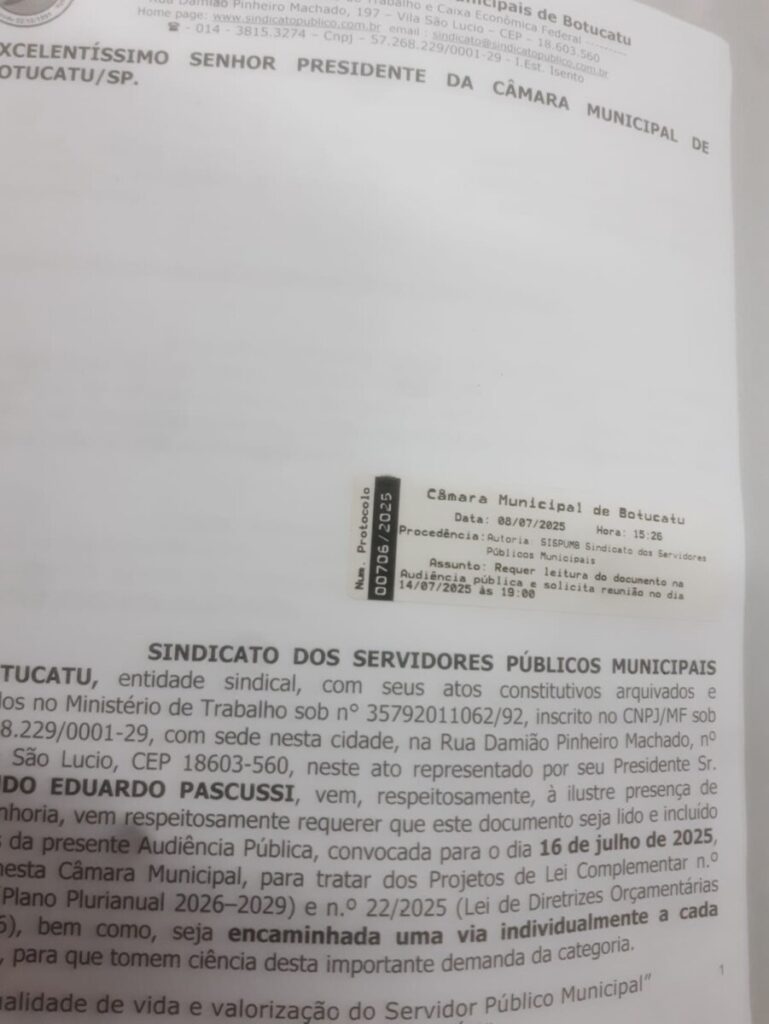 nicipais de Botucatu
Trabalho e Caixa Econômica Federal
Rua Damião Pinheiro Machado, 197 – Vila São Lucio – CEP – 18.603.560
Home page: www.sindicatopublico.com.br email : sindicato@sindicatopublico.com.br
☎ - 014 - 3815.3274 – Cnpj – 57.268.229/0001-29 - I.Est. Isento
XCELENTÍSSIMO SENHOR PRESIDENTE DA CÂMARA MUNICIPAL DE
OTUCATU/SP.
Num. Protocolo
00706/2025
Câmara Municipal de Botucatu
Data: 08/07/2025 Hora: 15:26
Procedência: Autoria SISPUMB Sindicato dos Servidores
Públicos Municipais
Assunto: Requer leitura do documento na
Audiência pública e solicita reunião no dia
14/07/2025 às 19:00
SINDICATO DOS SERVIDORES PÚBLICOS MUNICIPAIS
TUCATU, entidade sindical, com seus atos constitutivos arquivados e
dos no Ministério de Trabalho sob n° 35792011062/92, inscrito no CNPJ/MF sob
8.229/0001-29, com sede nesta cidade, na Rua Damião Pinheiro Machado, nº
São Lucio, CEP 18603-560, neste ato representado por seu Presidente Sr.
DO EDUARDO PASCUSSI, vem, respeitosamente, à ilustre presença de
nhoria, vem respeitosamente requerer que este documento seja lido e incluído
s da presente Audiência Pública, convocada para o dia 16 de julho de 2025,
nesta Câmara Municipal, para tratar dos Projetos de Lei Complementar n.º
Plano Plurianual 2026–2029) e n.º 22/2025 (Lei de Diretrizes Orçamentárias
6), bem como, seja encaminhada uma via individualmente a cada
, para que tomem ciência desta importante demanda da categoria.
1
ualidade de vida e valorização do Servidor Público Municipal"